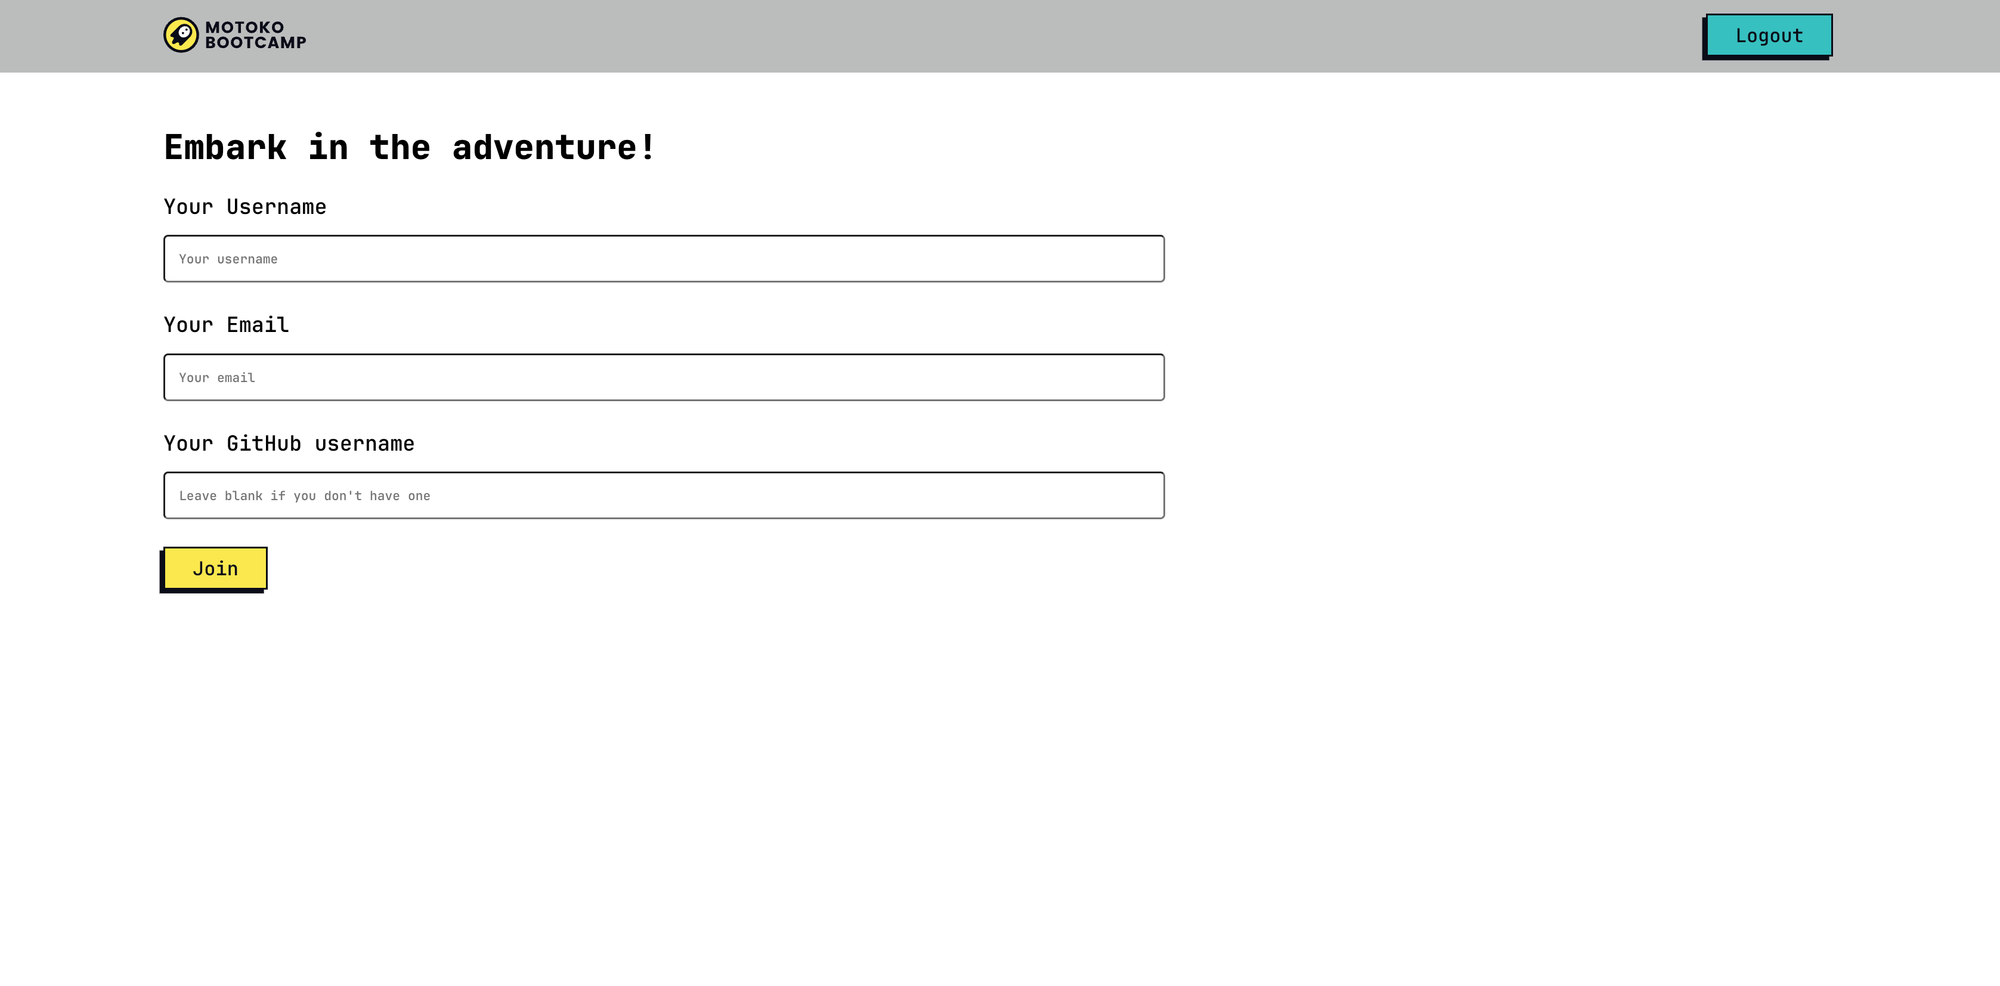 MOTOKO
BOOTCAMP
Logout
Embark in the adventure!
Your Username
Your username
Your Email
Your email
Your GitHub username
Leave blank if you don't have one
Join